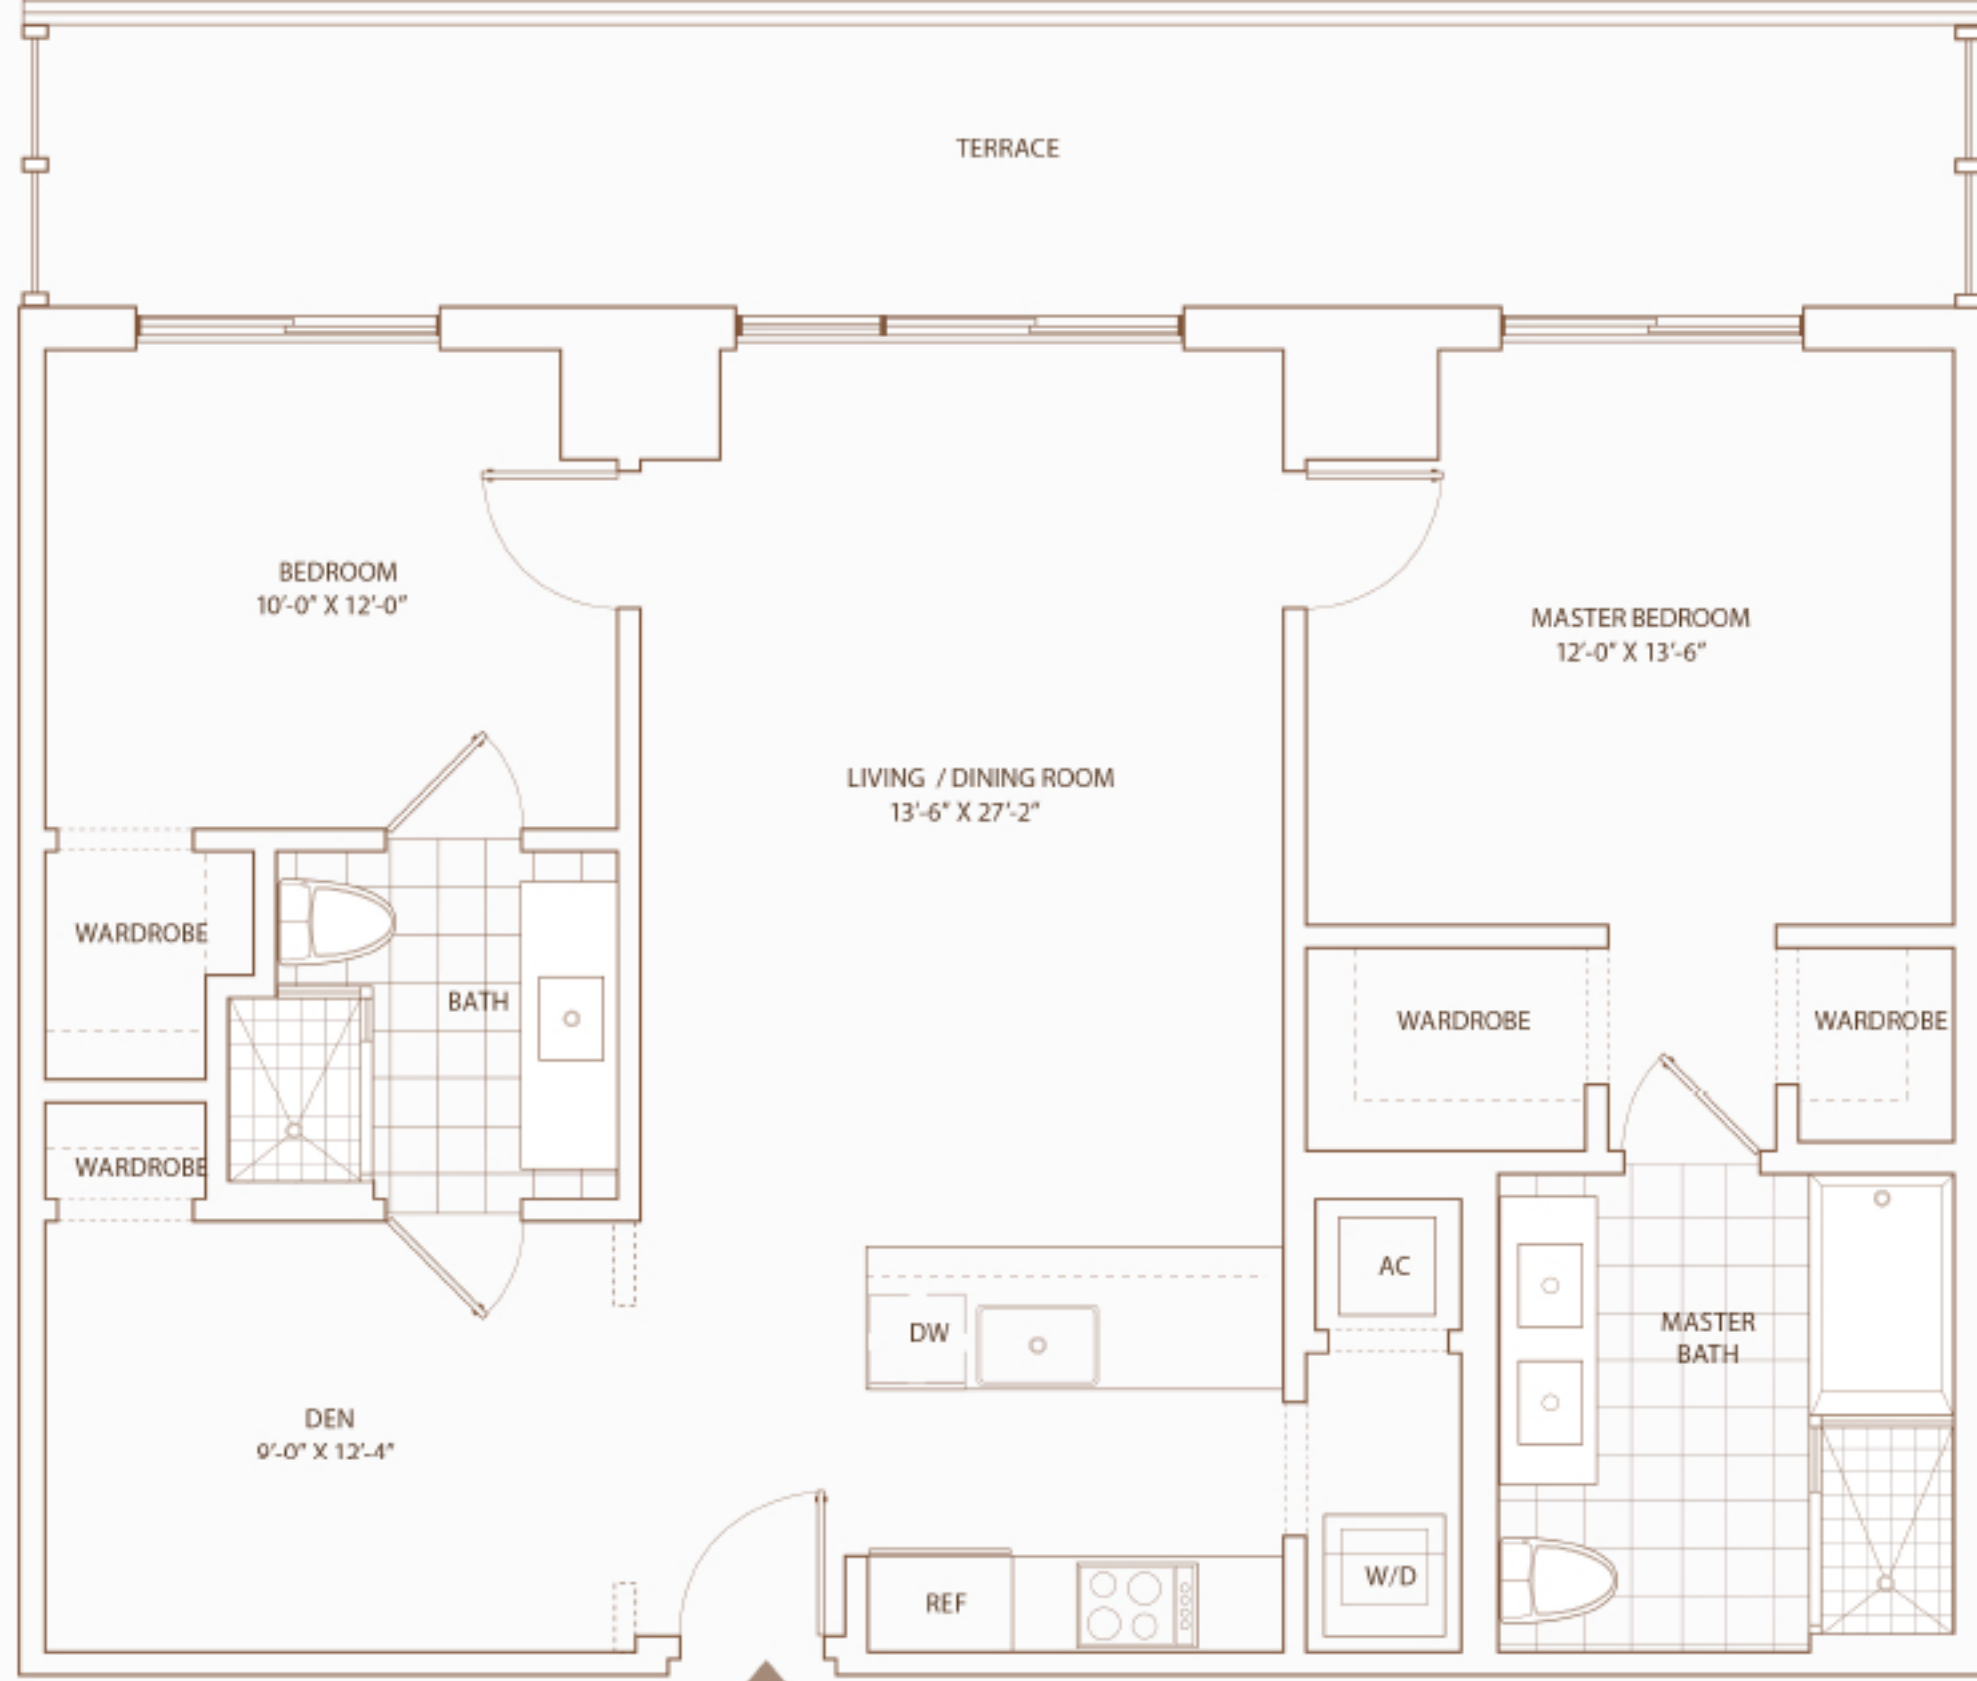 TERRACE
BEDROOM
10'-0" X 12'-0"
MASTER BEDROOM
12'-0" X 13'-6"
LIVING / DINING ROOM
13'-6" X 27'-2"
WARDROBE
BATH
WARDROBE
WARDROBE
WARDROBE
AC
DW
MASTER
BATH
DEN
9'-0" X 12'-4"
REF
W/D